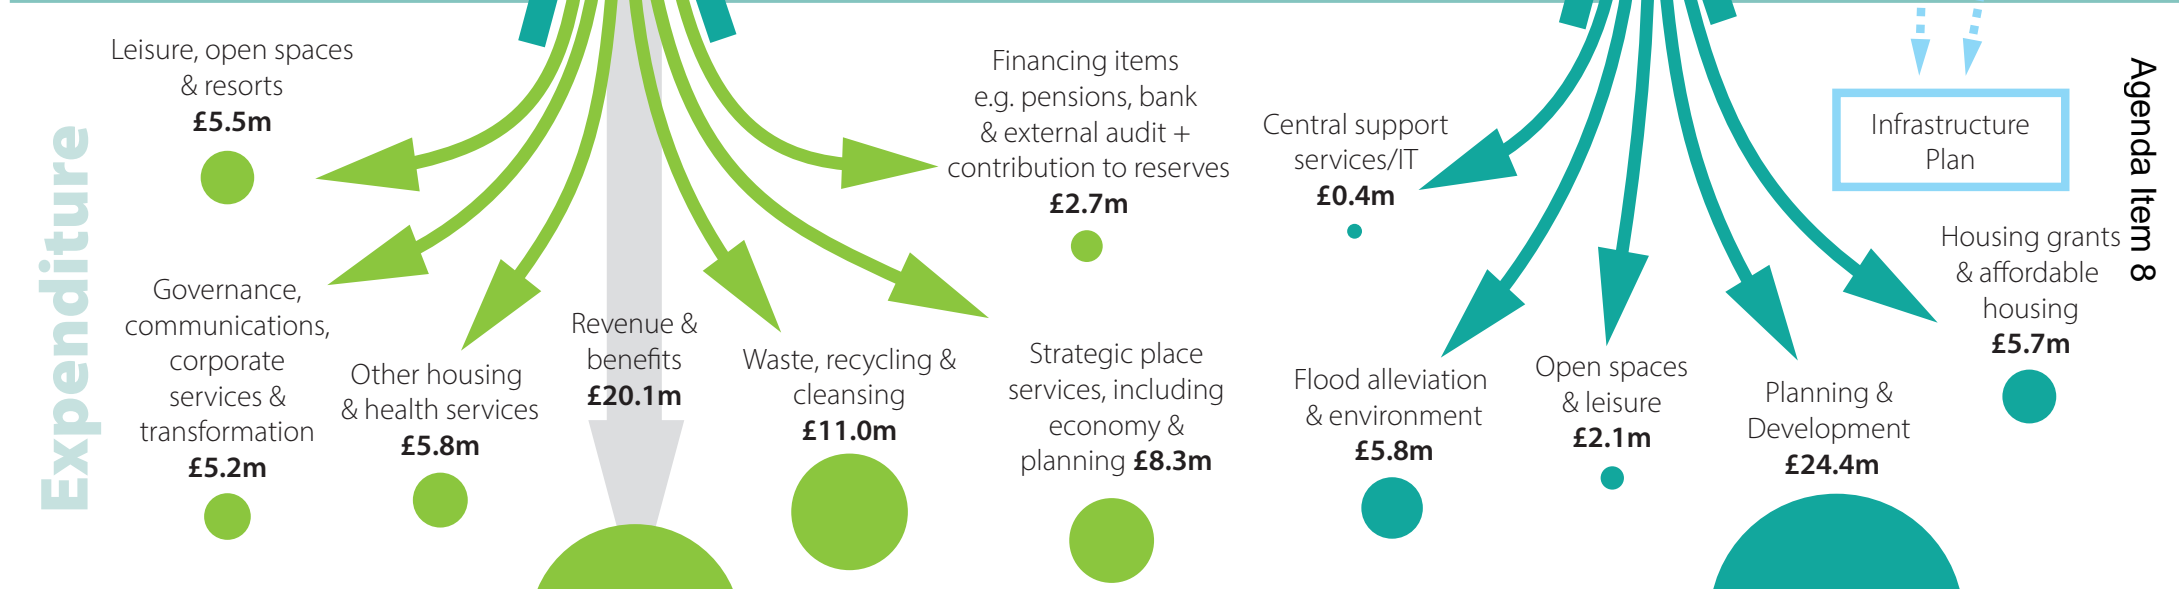 Expenditure
Leisure, open spaces
& resorts
£5.5m
Governance,
communications,
corporate
services &
transformation
£5.2m
Other housing
& health services
£5.8m
Revenue &
benefits
£20.1m
Waste, recycling &
cleansing
£11.0m
Strategic place
services, including
economy &
planning £8.3m
Financing items
e.g. pensions, bank
& external audit +
contribution to reserves
£2.7m
Central support
services/IT
£0.4m
Flood alleviation
& environment
£5.8m
Open spaces
& leisure
£2.1m
Planning &
Development
£24.4m
Housing grants
& affordable
housing
£5.7m
Infrastructure
Plan
Agenda Item 8